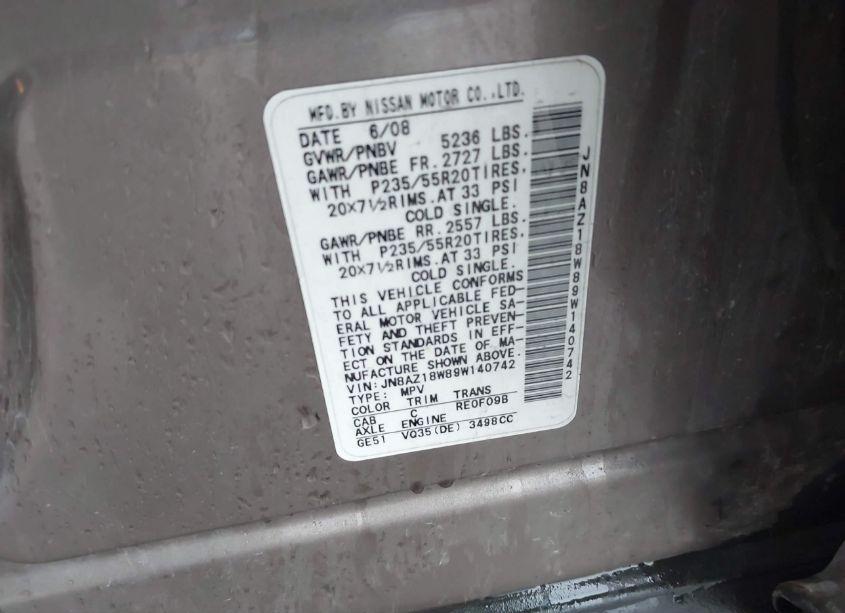 MFD.BY NISSAN MOTOR CO.,LTD.
DATE 6/08
GVWR/PNBV 5236 LBS.
GAWR/PNBE FR. 2727 LBS.
WITH P235/55R20TIRES,
20X7½RIMS.AT 33 PSI
COLD SINGLE.
GAWR/PNBE RR. 2557 LBS.
WITH P235/55R20TIRES,
20X7½RIMS.AT 33 PSI
COLD SINGLE.
THIS VEHICLE CONFORMS
TO ALL APPLICABLE FED-
ERAL MOTOR VEHICLE SA-
FETY AND THEFT PREVEN-
TION STANDARDS IN EFF-
ECT ON THE DATE OF MA-
NUFACTURE SHOWN ABOVE.
VIN: JN8AZ18W89W140742
TYPE: MPV
COLOR TRIM TRANS
CAB C RE0F09B
AXLE ENGINE
GE51 VQ35(DE) 3498CC
JN8AZ18W89W140742